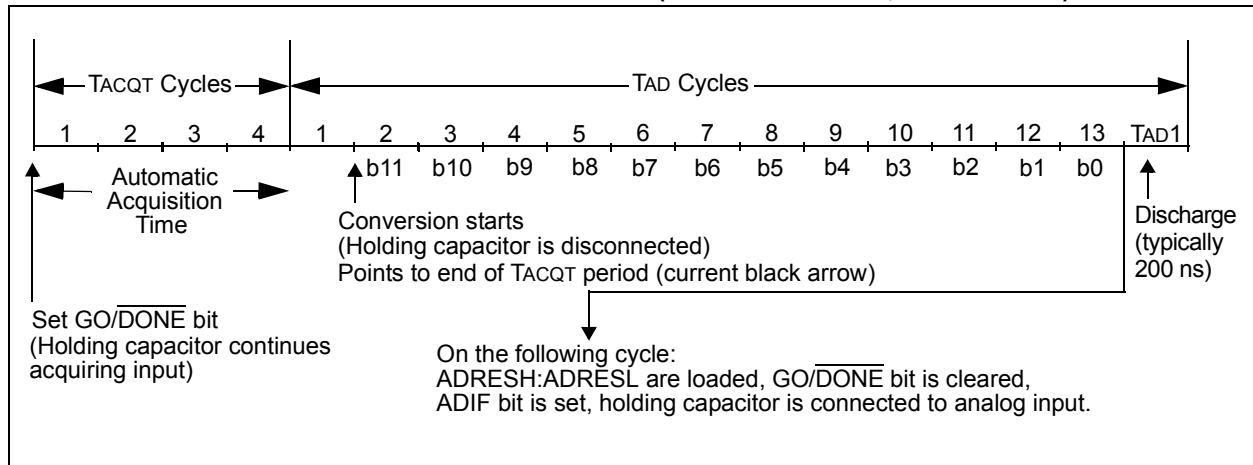 TACQT Cycles
TAD Cycles
1 2 3 4 1 2 3 4 5 6 7 8 9 10 11 12 13 TAD1
b11 b10 b9 b8 b7 b6 b5 b4 b3 b2 b1 b0
Automatic
Acquisition
Time
Conversion starts
(Holding capacitor is disconnected)
Points to end of TACQT period (current black arrow)
Discharge
(typically
200 ns)
Set GO/DONE bit
(Holding capacitor continues
acquiring input)
On the following cycle:
ADRESH:ADRESL are loaded, GO/DONE bit is cleared,
ADIF bit is set, holding capacitor is connected to analog input.